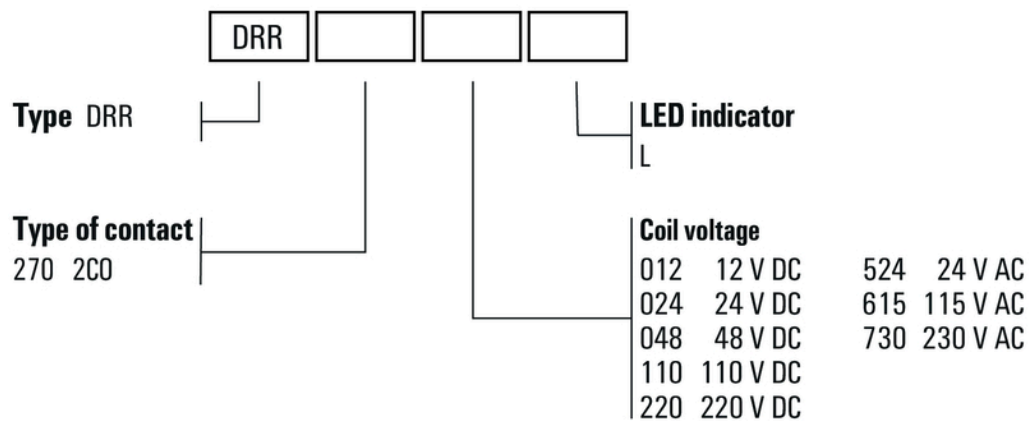 DRR
Type DRR
LED indicator
L
Type of contact
270 2CO
Coil voltage
012 12 V DC 524 24 V AC
024 24 V DC 615 115 V AC
048 48 V DC 730 230 V AC
110 110 V DC
220 220 V DC